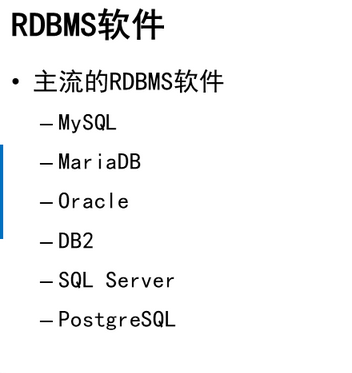 RDBMS软件
• 主流的RDBMS软件
– MySQL
– MariaDB
– Oracle
– DB2
– SQL Server
– PostgreSQL